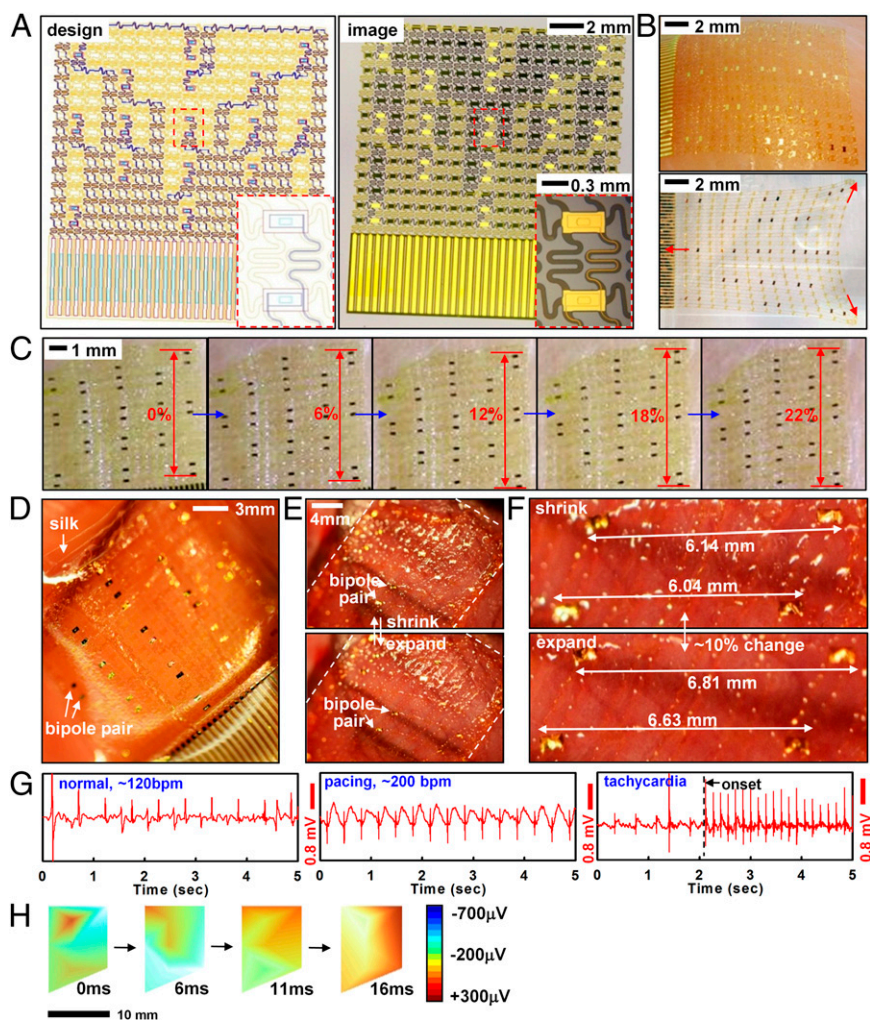 A
design
image
2 mm
0.3 mm
B
2 mm
2 mm
C
1 mm
0%
6%
12%
18%
22%
D
3mm
silk
bipole pair
E
4mm
bipole
pair
shrink
expand
bipole
pair
F
shrink
6.14 mm
6.04 mm
expand
~10% change
6.81 mm
6.63 mm
G
normal, ~120bpm
0.8 mV
0 1 2 3 4 5
Time (sec)
pacing, ~200 bpm
0.8 mV
0 1 2 3 4 5
Time (sec)
tachycardia
onset
0.8 mV
0 1 2 3 4 5
Time (sec)
H
0ms
6ms
11ms
16ms
-700µV
-200µV
+300µV
10 mm